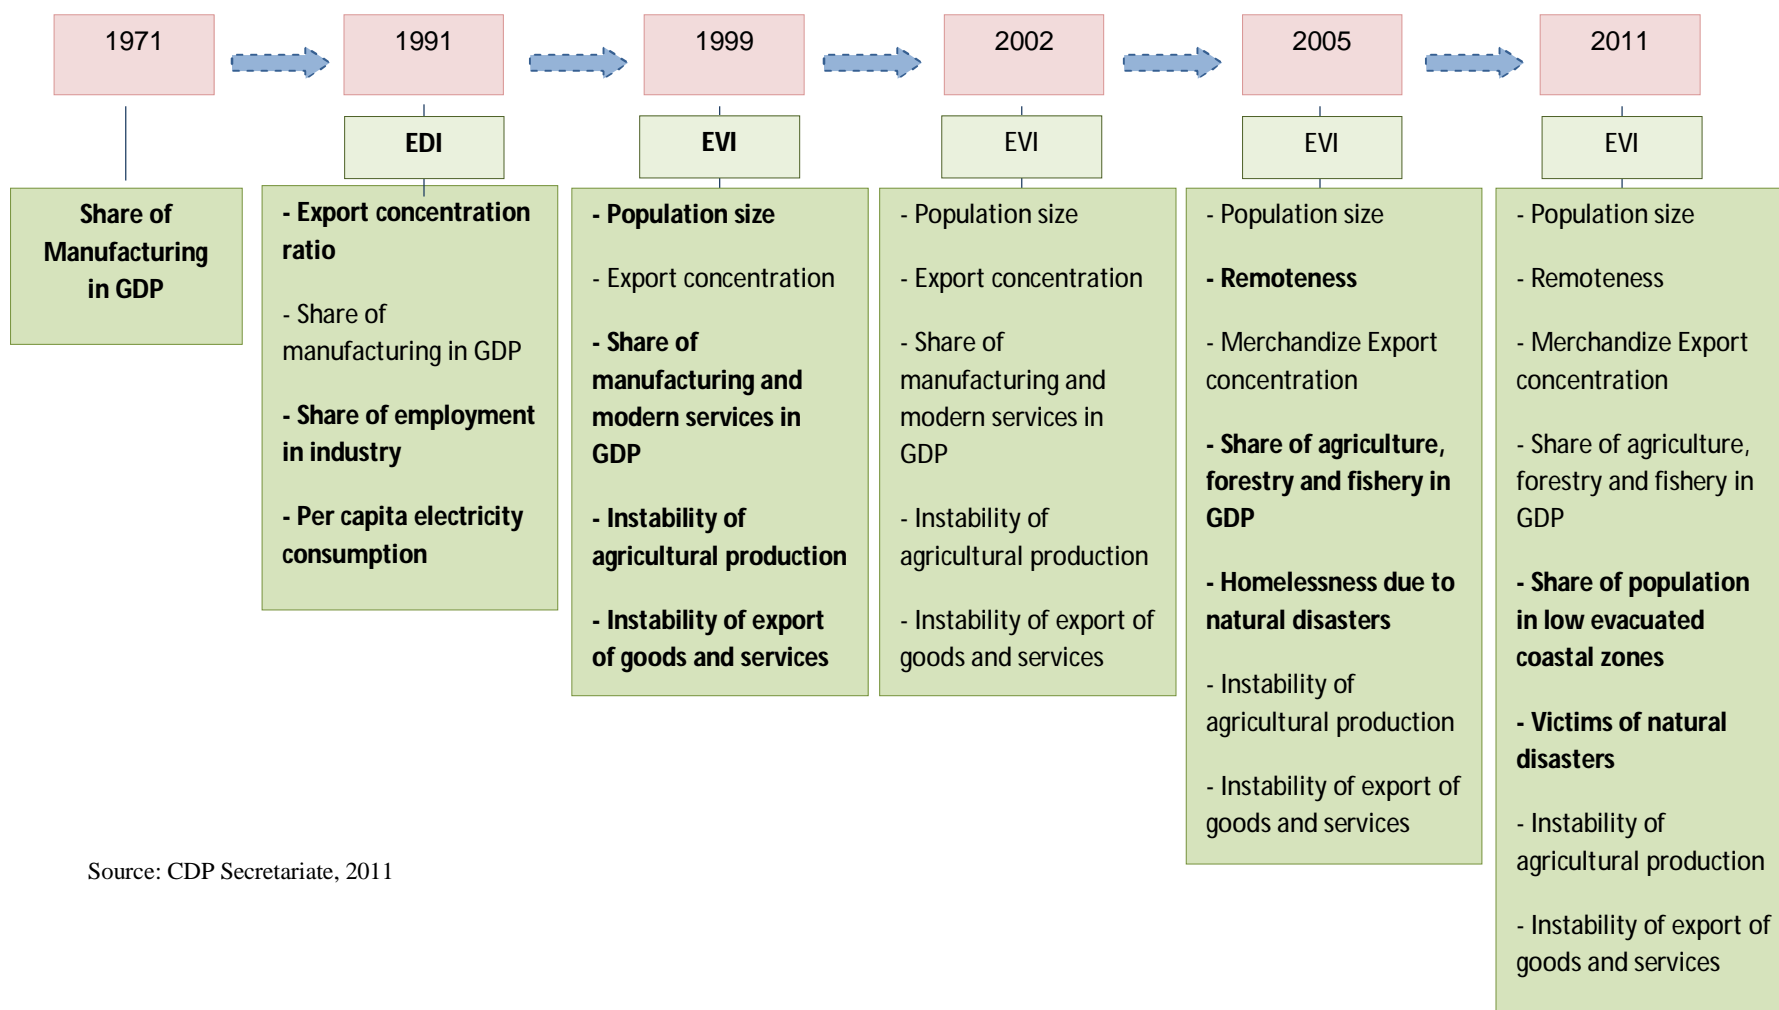 1971
1991
1999
2002
2005
2011
EDI
EVI
EVI
EVI
EVI
Share of
Manufacturing
in GDP
- Export concentration
ratio
- Share of
manufacturing in GDP
- Share of employment
in industry
- Per capita electricity
consumption
- Population size
- Export concentration
- Share of
manufacturing and
modern services in
GDP
- Instability of
agricultural production
- Instability of export
of goods and services
- Population size
- Export concentration
- Share of
manufacturing and
modern services in
GDP
- Instability of
agricultural production
- Instability of export of
goods and services
- Population size
- Remoteness
- Merchandize Export
concentration
- Share of agriculture,
forestry and fishery in
GDP
- Homelessness due to
natural disasters
- Instability of
agricultural production
- Instability of export of
goods and services
- Population size
- Remoteness
- Merchandize Export
concentration
- Share of agriculture,
forestry and fishery in
GDP
- Share of population
in low evacuated
coastal zones
- Victims of natural
disasters
- Instability of
agricultural production
- Instability of export of
goods and services
Source: CDP Secretariate, 2011